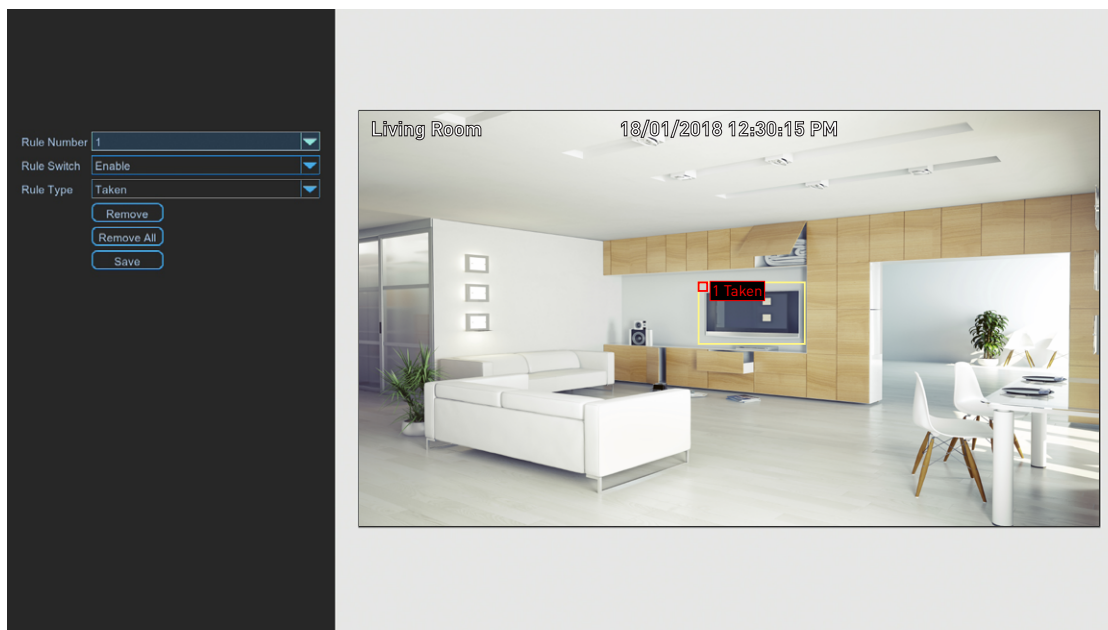 Rule Number 1
Rule Switch Enable
Rule Type Taken
Remove
Remove All
Save
Living Room 18/01/2018 12:30:15 PM
1 Taken